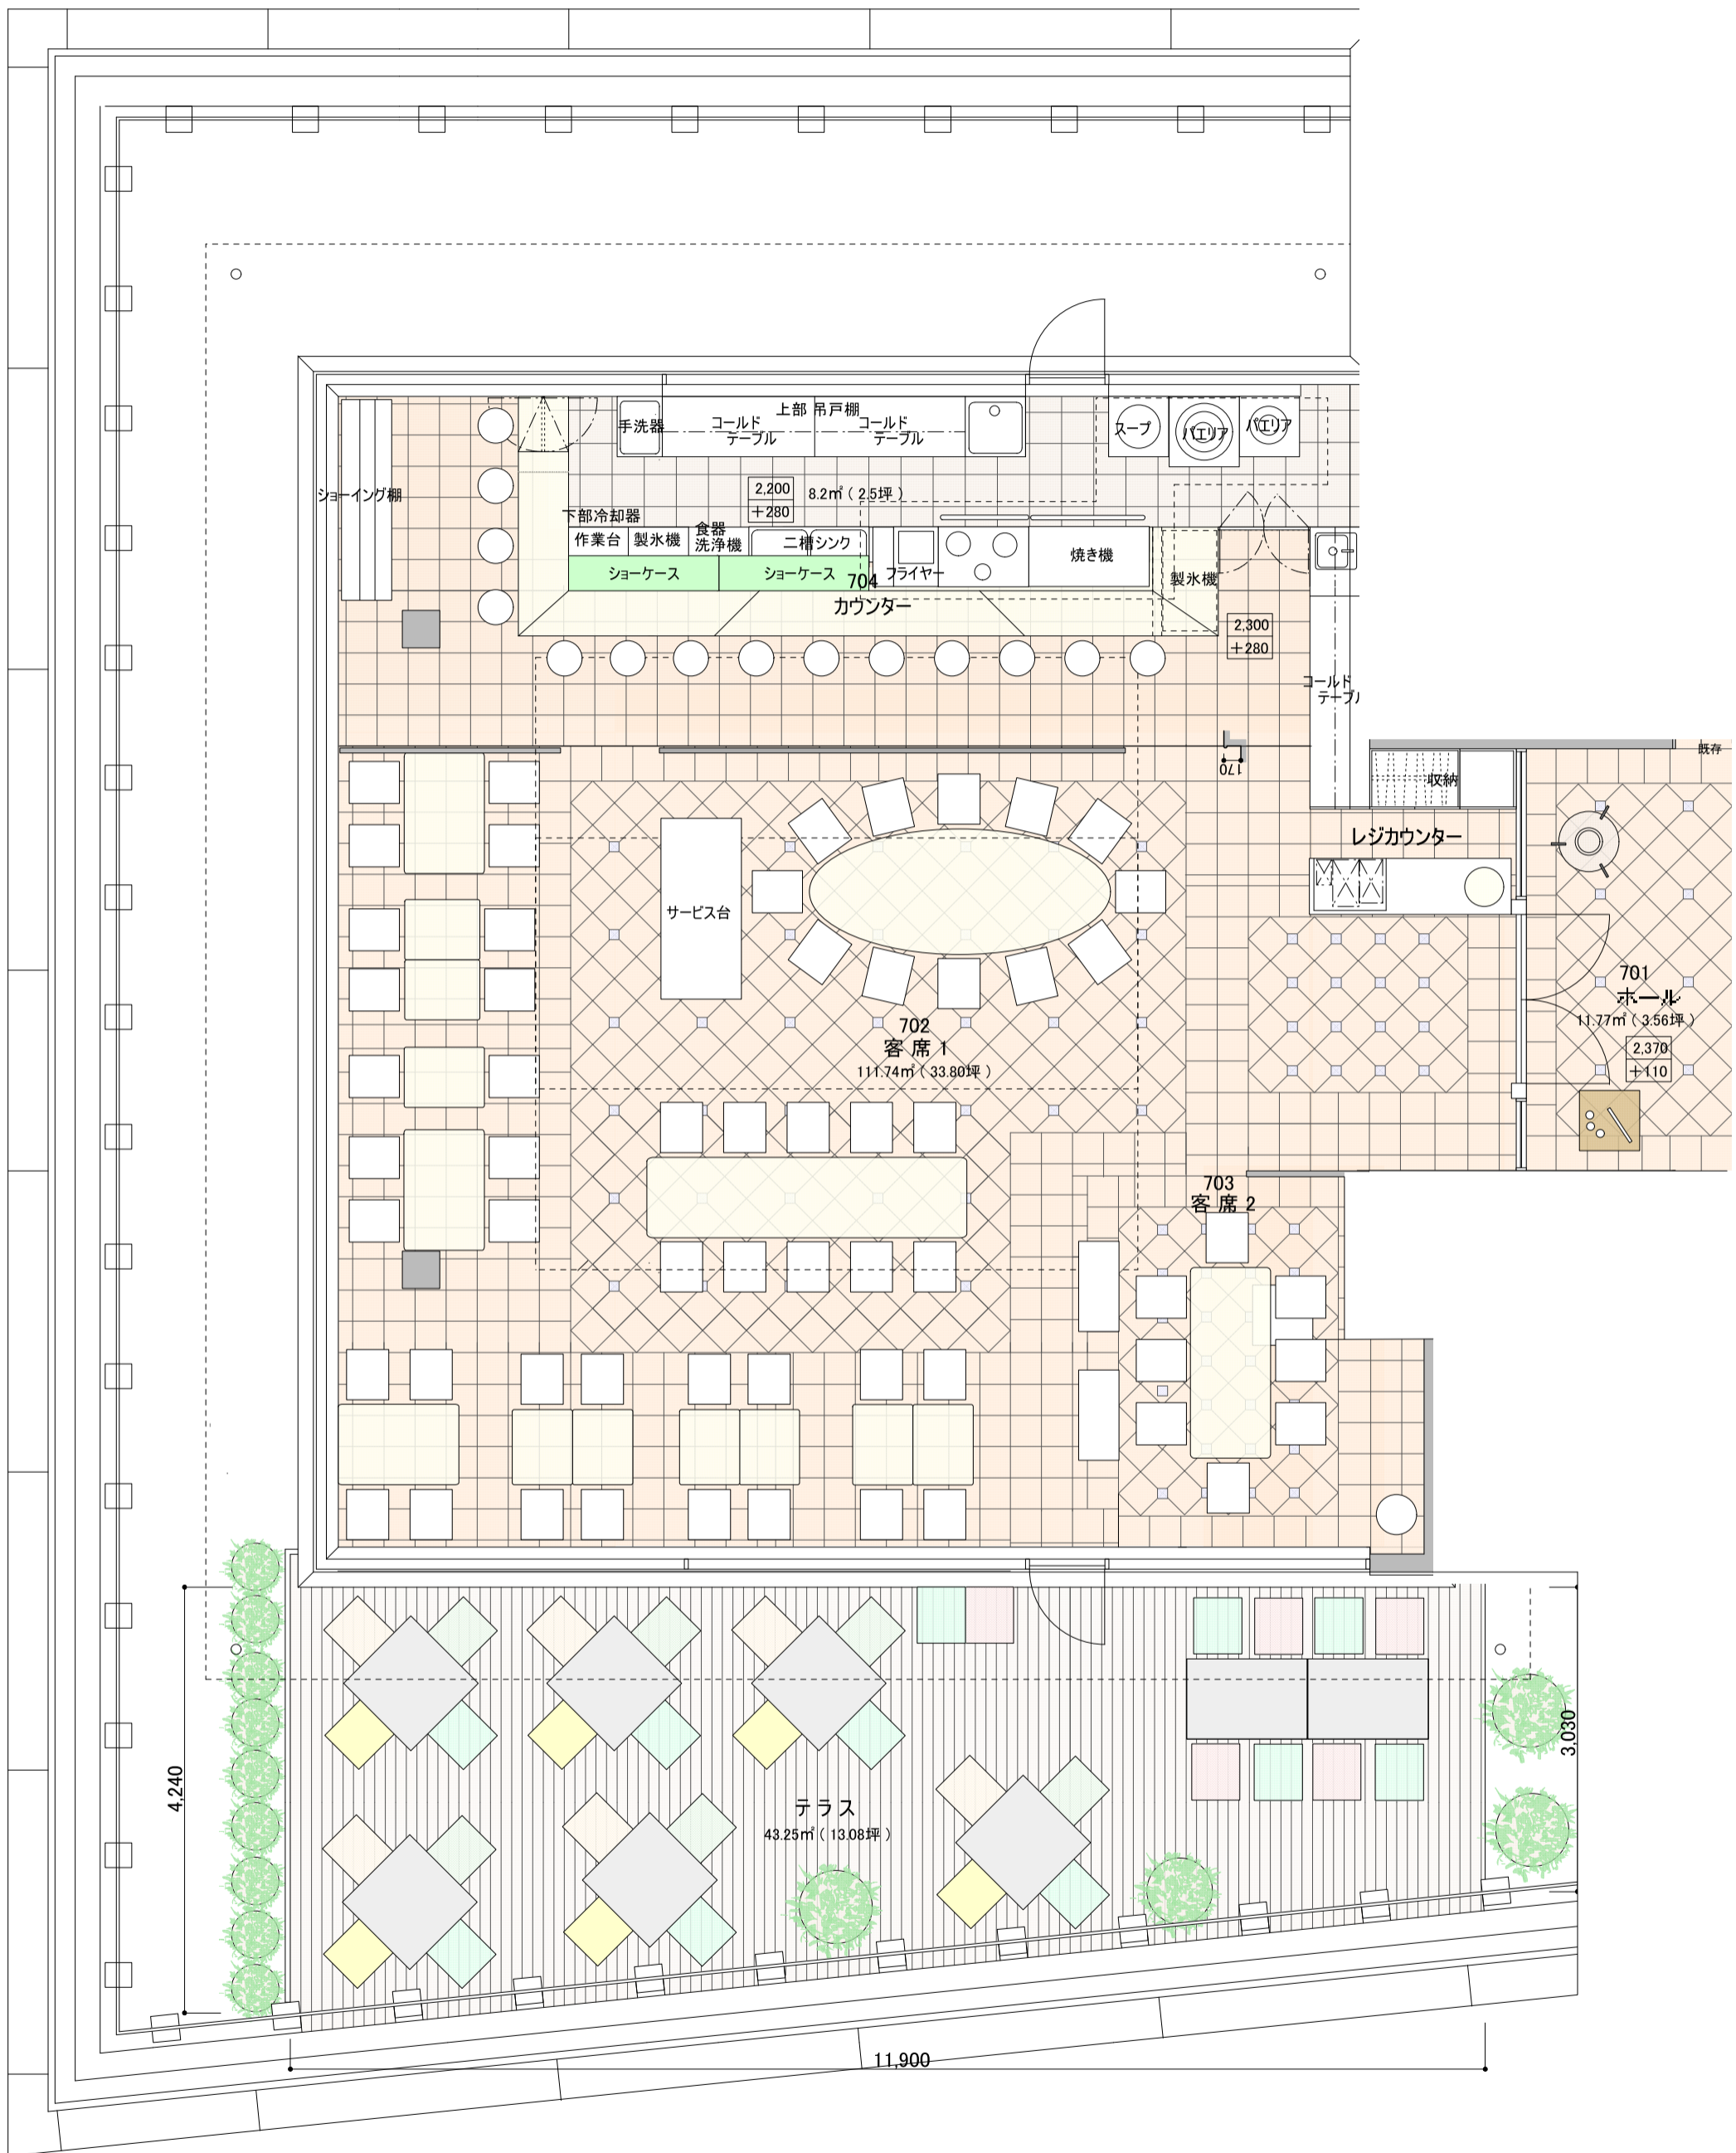 上部 吊戸棚
手洗器
コールド
テーブル
コールド
テーブル
スープ
パエリア
パエリア
ショーイング棚
2,200
+280
8.2㎡ ( 2.5坪 )
下部冷却器
作業台
製氷機
食器
洗浄機
二槽シンク
ショーケース
ショーケース
フライヤー
焼き機
製氷機
704
カウンター
2,300
+280
コールド
テーブル
170
既存
収納
レジカウンター
サービス台
701
ホール
11.77㎡ ( 3.56坪 )
2,370
+110
702
客 席 1
111.74㎡ ( 33.80坪 )
703
客 席 2
4,240
3,030
テラス
43.25㎡ ( 13.08坪 )
11,900